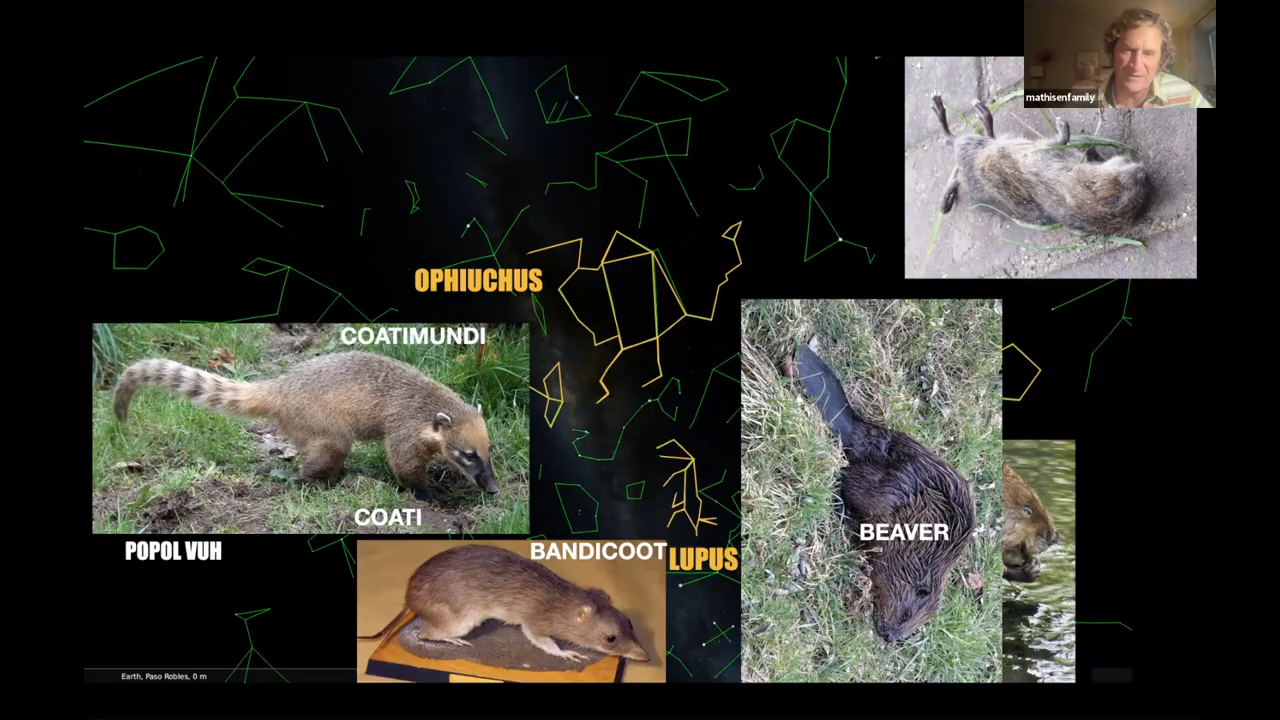 mathisenfamily
OPHIUCHUS
COATIMUNDI
COATI
POPOL VUH
BANDICOOT
LUPUS
BEAVER
Earth, Paso Robles, 0 m